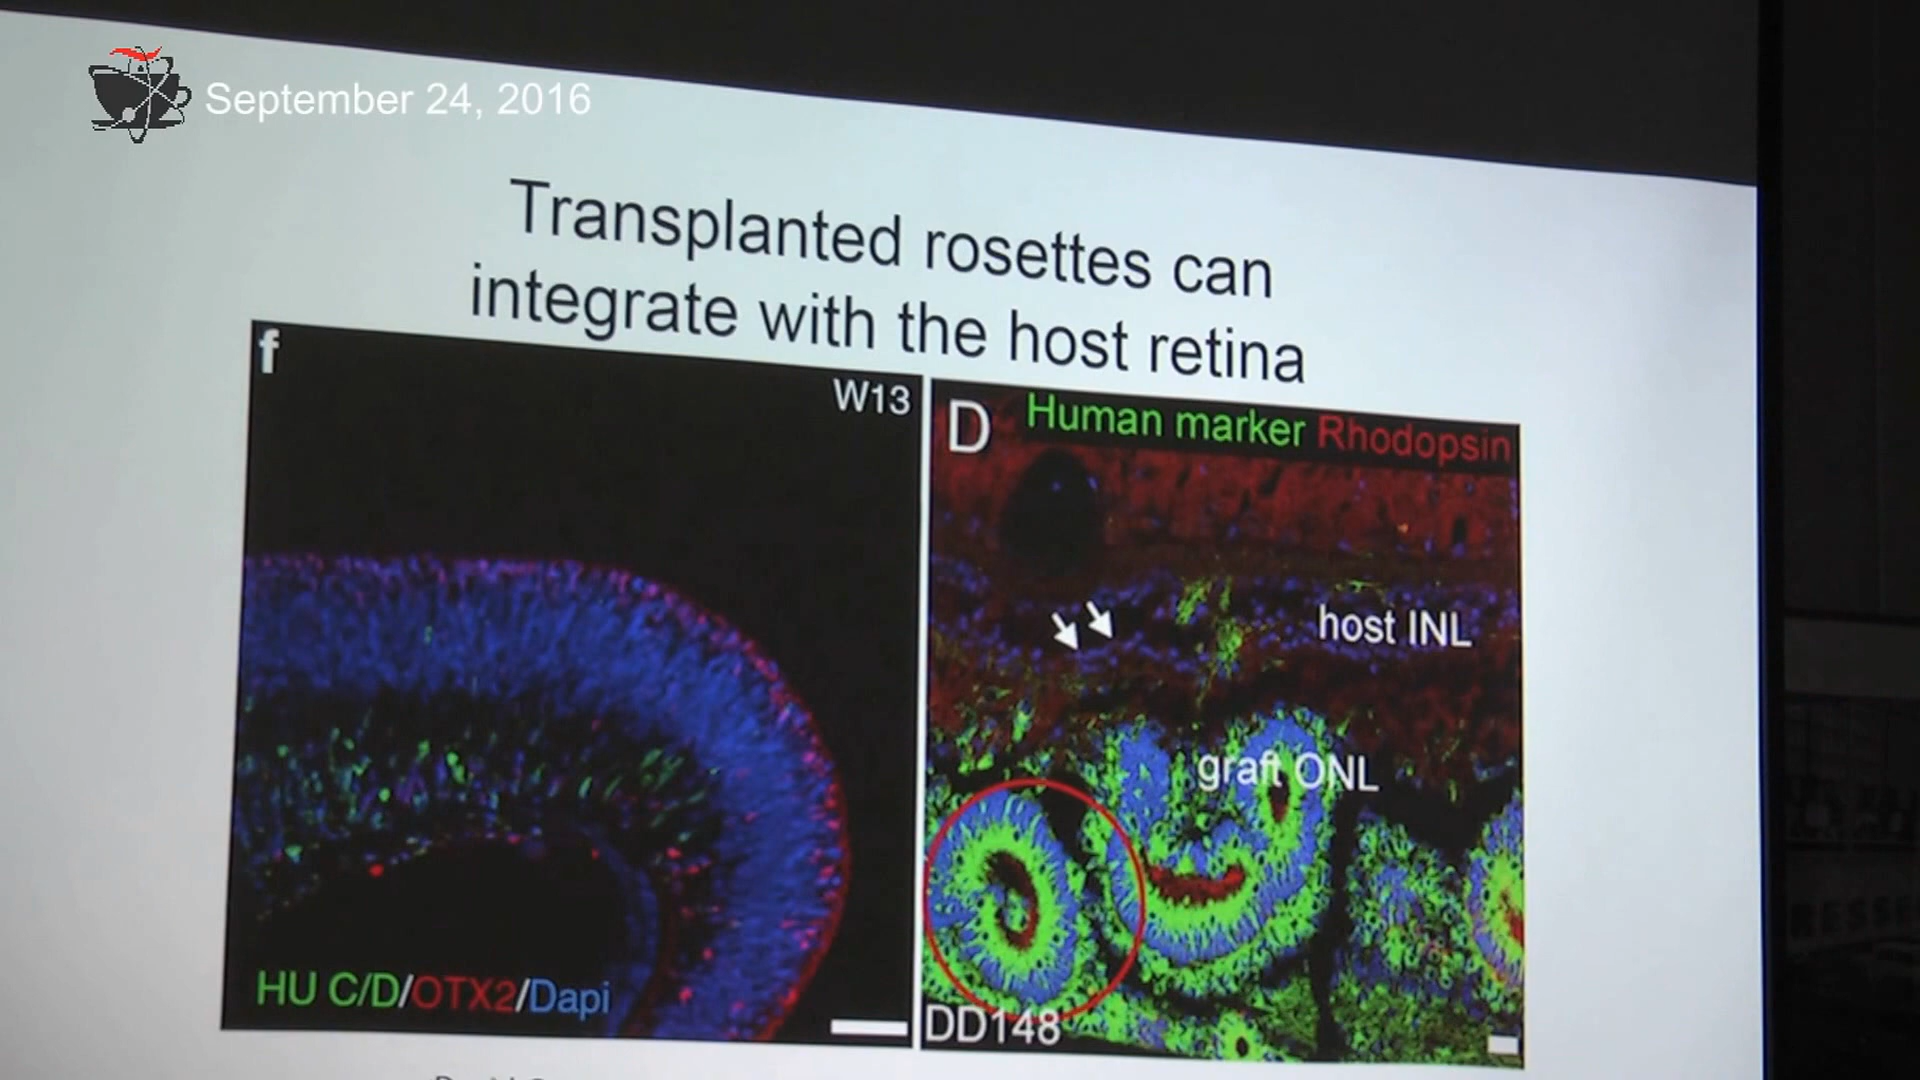 September 24, 2016
Transplanted rosettes can
integrate with the host retina
f
W13
HU C/D/OTX2/Dapi
D
Human marker Rhodopsin
host INL
graft ONL
DD148